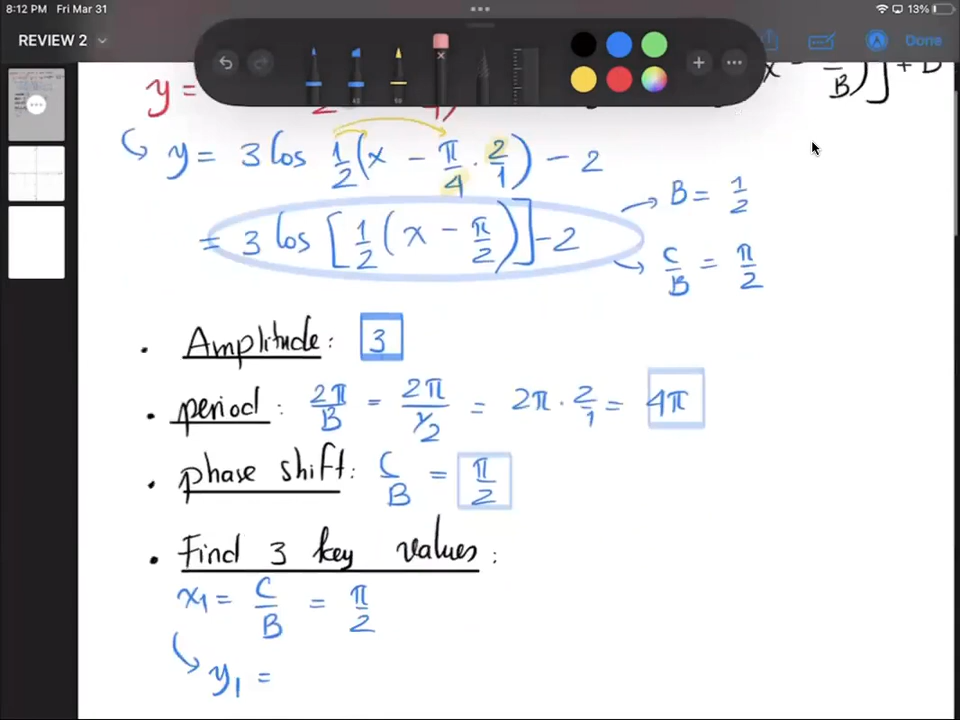 8:12 PM Fri Mar 31
13%
REVIEW 2
Done
y =
y = 3 cos 1/2 (x - π/4 · 2/1) - 2
= 3 cos [1/2 (x - π/2)] - 2
B = 1/2
C/B = π/2
• Amplitude: 3
• period: 2π/B = 2π/1/2 = 2π · 2/1 = 4π
• phase shift: C/B = π/2
• Find 3 key values:
x1 = C/B = π/2
y1 =